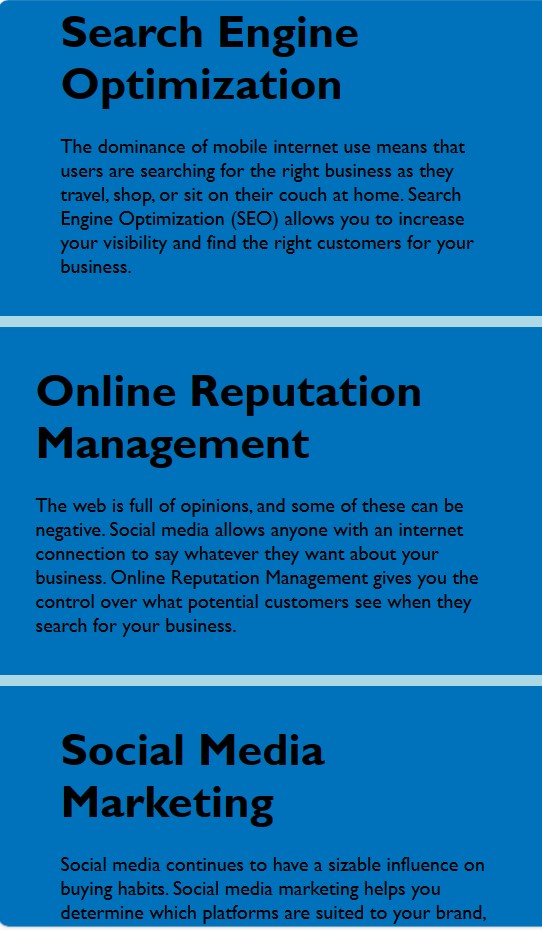 Search Engine
Optimization
The dominance of mobile internet use means that
users are searching for the right business as they
travel, shop, or sit on their couch at home. Search
Engine Optimization (SEO) allows you to increase
your visibility and find the right customers for your
business.
Online Reputation
Management
The web is full of opinions, and some of these can be
negative. Social media allows anyone with an internet
connection to say whatever they want about your
business. Online Reputation Management gives you the
control over what potential customers see when they
search for your business.
Social Media
Marketing
Social media continues to have a sizable influence on
buying habits. Social media marketing helps you
determine which platforms are suited to your brand,